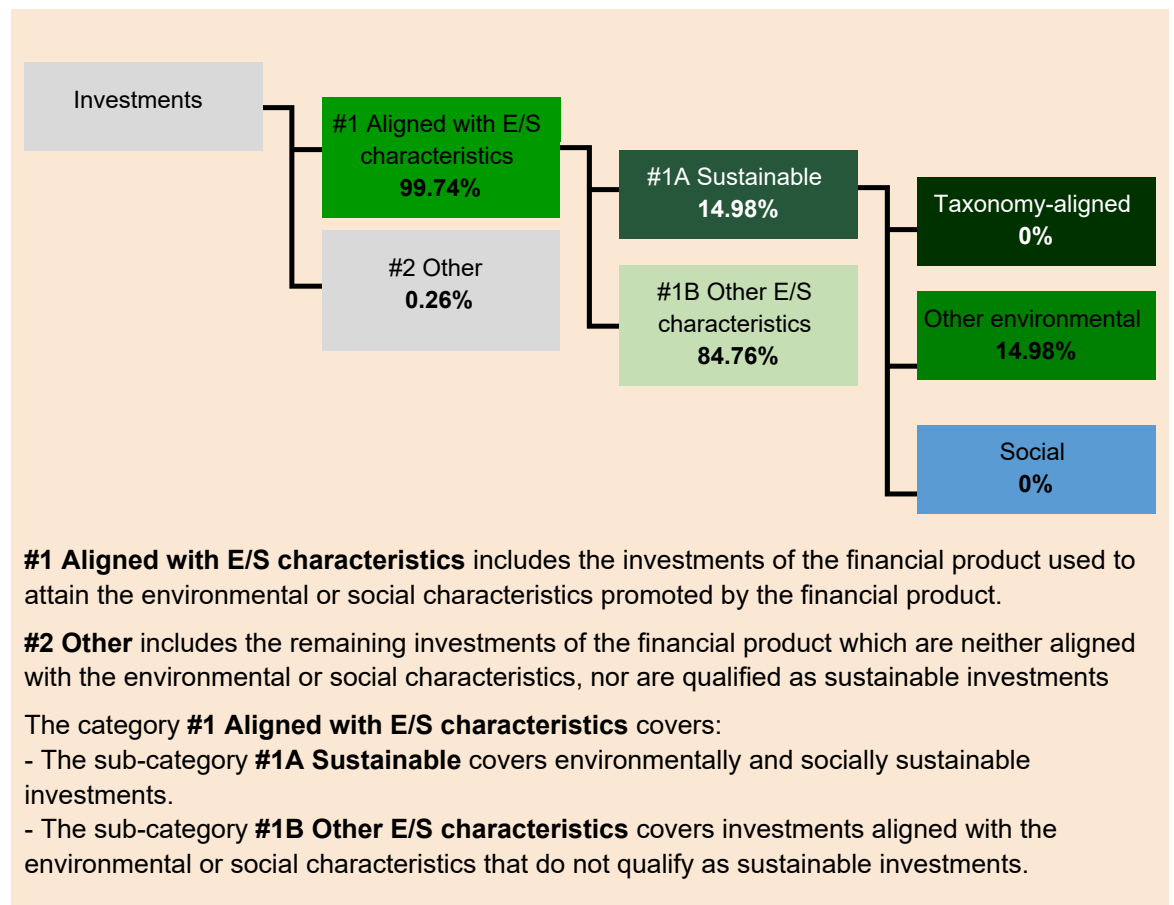 Investments
#1 Aligned with E/S
characteristics
99.74%
#2 Other
0.26%
#1A Sustainable
14.98%
#1B Other E/S
characteristics
84.76%
Taxonomy-aligned
0%
Other environmental
14.98%
Social
0%
#1 Aligned with E/S characteristics includes the investments of the financial product used to
attain the environmental or social characteristics promoted by the financial product.
#2 Other includes the remaining investments of the financial product which are neither aligned
with the environmental or social characteristics, nor are qualified as sustainable investments
The category #1 Aligned with E/S characteristics covers:
- The sub-category #1A Sustainable covers environmentally and socially sustainable
investments.
- The sub-category #1B Other E/S characteristics covers investments aligned with the
environmental or social characteristics that do not qualify as sustainable investments.